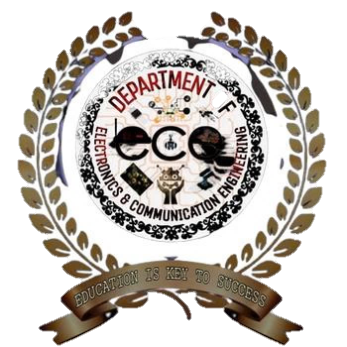 DEPARTMENT F
ece
ELECTRONICS & COMMUNICATION ENGINEERING
EDUCATION IS KEY TO SUCCESS